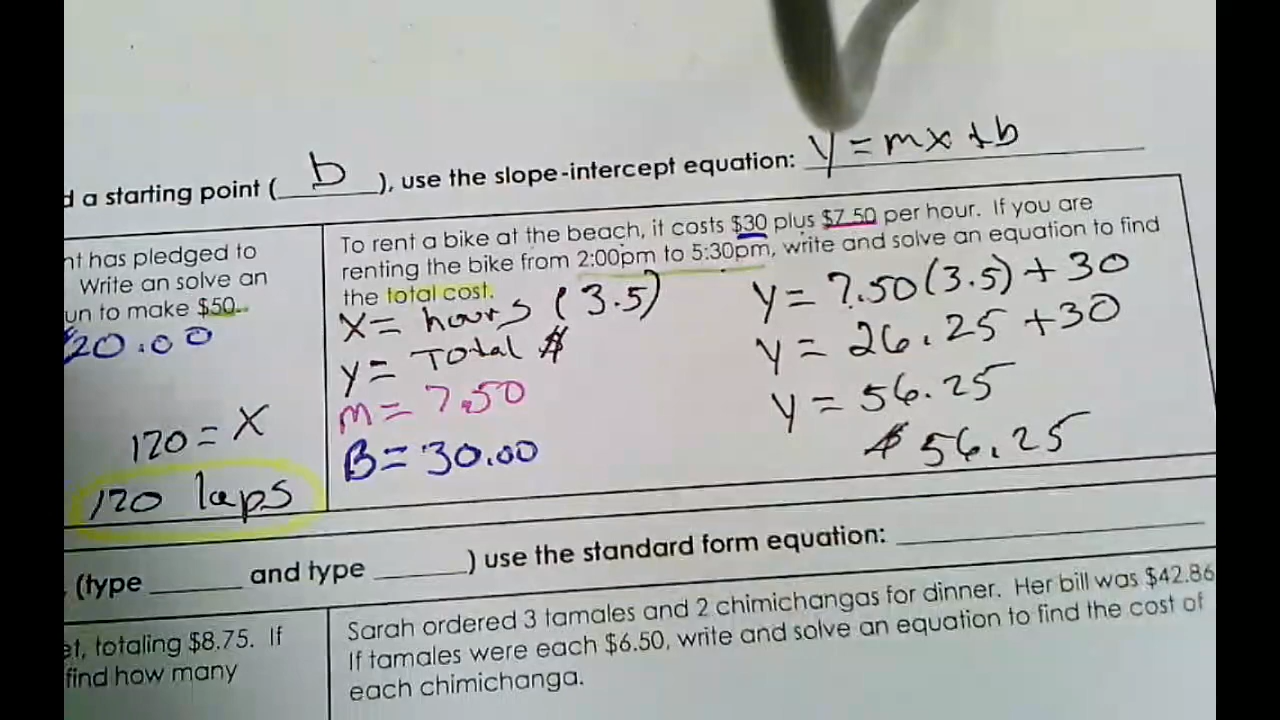 d a starting point ( b ), use the slope-intercept equation: y = mx + b
nt has pledged to
Write an solve an
un to make $50.
$20.00
120 = X
120 laps
To rent a bike at the beach, it costs $30 plus $7.50 per hour. If you are
renting the bike from 2:00pm to 5:30pm, write and solve an equation to find
the total cost.
X = hours (3.5)
y = Total $
m = 7.50
B = 30.00
y = 7.50(3.5) + 30
y = 26.25 + 30
y = 56.25
$56.25
(type ______ and type ______) use the standard form equation: ______
et, totaling $8.75. If
find how many
Sarah ordered 3 tamales and 2 chimichangas for dinner. Her bill was $42.86
If tamales were each $6.50, write and solve an equation to find the cost of
each chimichanga.